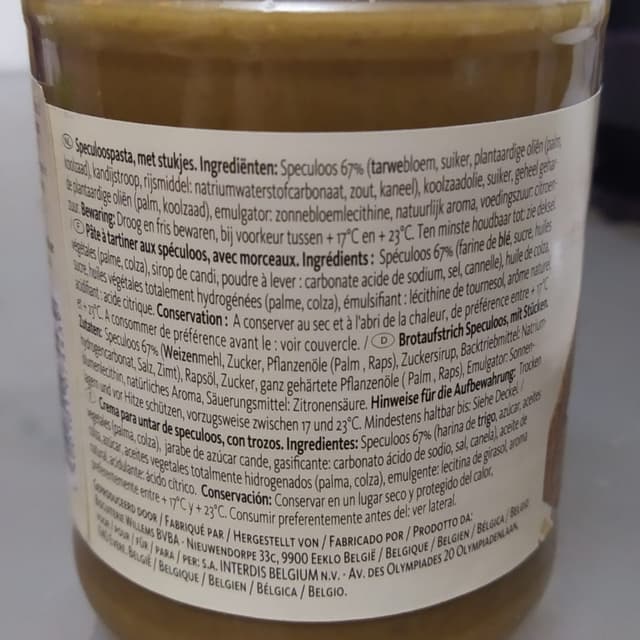 NL Speculoospasta, met stukjes. Ingrediënten: Speculoos 67% (tarwebloem, suiker, plantaardige oliën (palm,
koolzaad), kandijstroop, rijsmiddel: natriumwaterstofcarbonaat, zout, kaneel), koolzaadolie, suiker, geheel gehar-
de plantaardige oliën (palm, koolzaad), emulgator: zonnebloemlecithine, natuurlijk aroma, voedingszuur: citroen-
zuur. Bewaring: Droog en fris bewaren, bij voorkeur tussen + 17°C en + 23°C. Ten minste houdbaar tot: zie deksel.
/ F Pâte à tartiner aux spéculoos, avec morceaux. Ingrédients : Spéculoos 67% (farine de blé, sucre, huiles
végétales (palme, colza), sirop de candi, poudre à lever : carbonate acide de sodium, sel, cannelle), huile de colza,
sucre, huiles végétales totalement hydrogénées (palme, colza), émulsifiant : lécithine de tournesol, arôme naturel,
acidifiant : acide citrique. Conservation : A conserver au sec et à l'abri de la chaleur, de préférence entre + 17°C
et + 23°C. A consommer de préférence avant le : voir couvercle. / D Brotaufstrich Speculoos, mit Stücken.
Zutaten: Speculoos 67% (Weizenmehl, Zucker, Pflanzenöle (Palm , Raps), Zuckersirup, Backtriebmittel: Natrium-
hydrogencarbonat, Salz, Zimt), Rapsöl, Zucker, ganz gehärtete Pflanzenöle ( Palm , Raps), Emulgator: Sonnen-
blumenlecithin, natürliches Aroma, Säuerungsmittel: Zitronensäure. Hinweise für die Aufbewahrung: Trocken
lagern und vor Hitze schützen, vorzugsweise zwischen 17 und 23°C. Mindestens haltbar bis: Siehe Deckel. /
Crema para untar de speculoos, con trozos. Ingredientes: Speculoos 67% (harina de trigo, azúcar, aceites
vegetales (palma, colza), jarabe de azúcar cande, gasificante: carbonato ácido de sodio, sal, canela), aceite de
colza, azúcar, aceites vegetales totalmente hidrogenados (palma, colza), emulgente: lecitina de girasol, aroma
natural, acidulante: ácido cítrico. Conservación: Conservar en un lugar seco y protegido del calor,
preferentemente entre + 17°C y + 23°C. Consumir preferentemente antes del: ver lateral.
GEPRODUCEERD DOOR / FABRIQUÉ PAR / HERGESTELLT VON / FABRICADO POR / PRODOTTO DA:
WILLEMS BVBA · NIEUWENDORPE 33C, 9900 EEKLO BELGIË / BELGIQUE / BELGIEN / BÉLGICA / BELGIO
VOOR / POUR / FÜR / PARA / PER: S.A. INTERDIS BELGIUM N.V. · AV. DES OLYMPIADES 20 OLYMPIADENLAAN,
EVERE. BELGIË / BELGIQUE / BELGIEN / BÉLGICA / BELGIO.